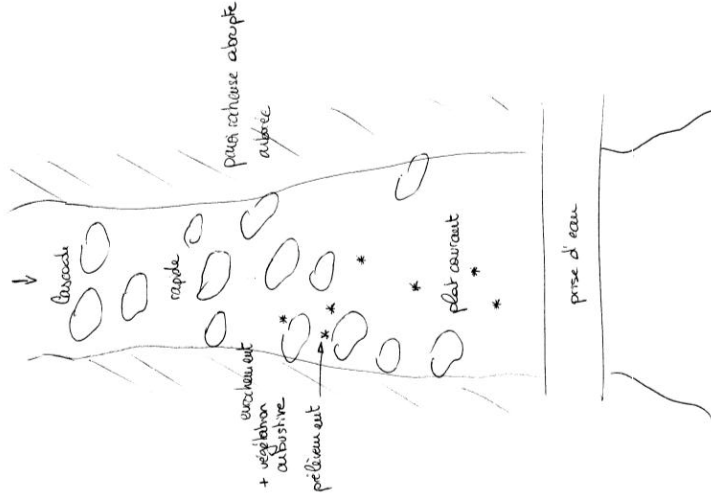 Cascade
rapide
paroi rocheuse abrupte
arborée
enrochement
+ végétation
arbustive
prélèvement
plat courant
prise d'eau